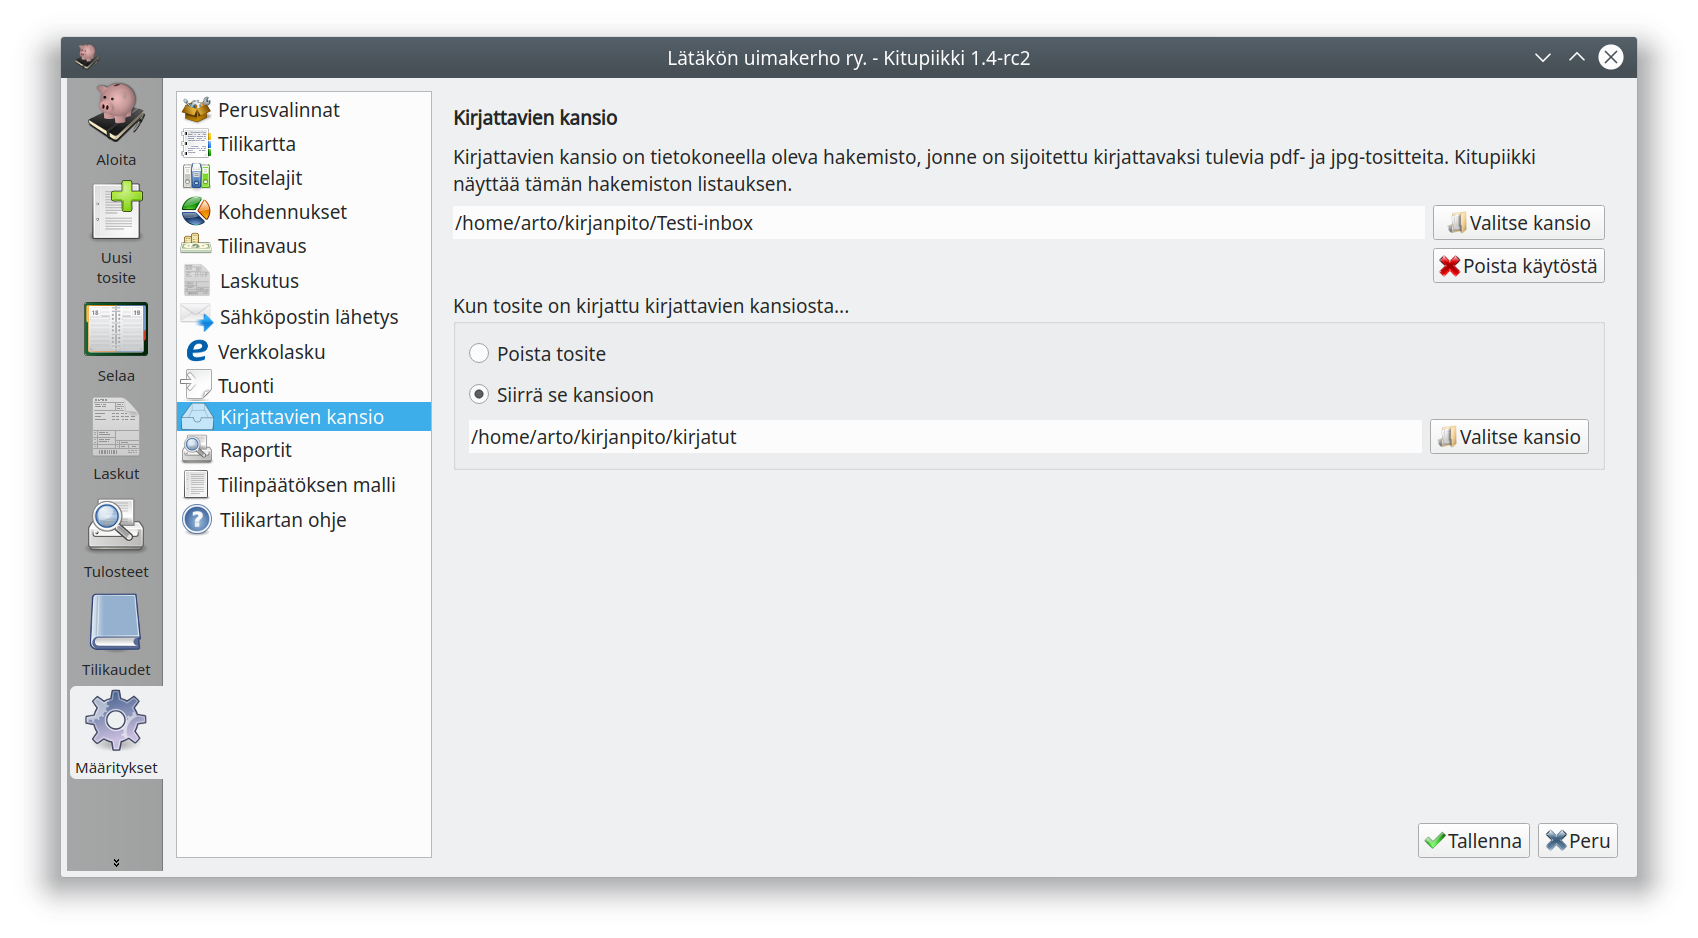 Lätäkön uimakerho ry. - Kitupiikki 1.4-rc2
Aloita
Uusi
tosite
Selaa
Laskut
Tulosteet
Tilikaudet
Määritykset
Perusvalinnat
Tilikartta
Tositelajit
Kohdennukset
Tilinavaus
Laskutus
Sähköpostin lähetys
Verkkolasku
Tuonti
Kirjattavien kansio
Raportit
Tilinpäätöksen malli
Tilikartan ohje
Kirjattavien kansio
Kirjattavien kansio on tietokoneella oleva hakemisto, jonne on sijoitettu kirjattavaksi tulevia pdf- ja jpg-tositteita. Kitupiikki
näyttää tämän hakemiston listauksen.
/home/arto/kirjanpito/Testi-inbox
Valitse kansio
Poista käytöstä
Kun tosite on kirjattu kirjattavien kansiosta...
Poista tosite
Siirrä se kansioon
/home/arto/kirjanpito/kirjatut
Valitse kansio
Tallenna
Peru